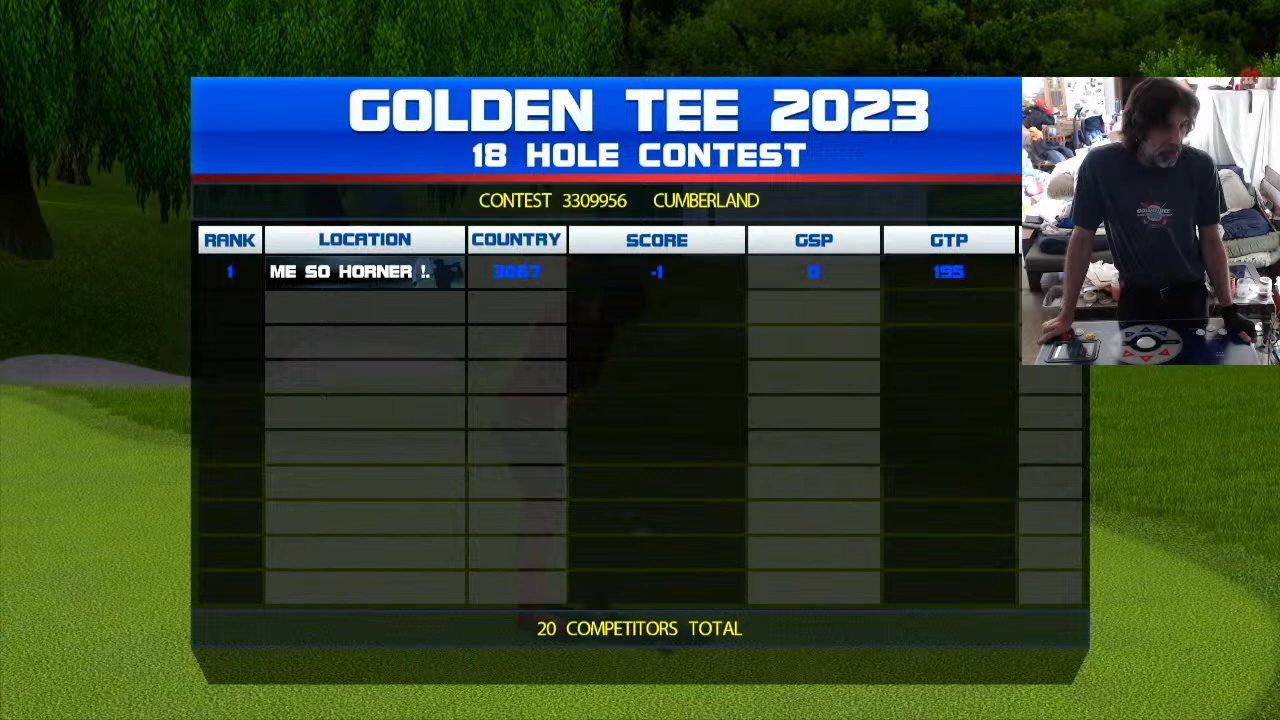 GOLDEN TEE 2023
18 HOLE CONTEST
CONTEST 3309956 CUMBERLAND
RANK LOCATION COUNTRY SCORE GSP GTP
1 ME SO HORNER !. 3067 -1 0 195
20 COMPETITORS TOTAL